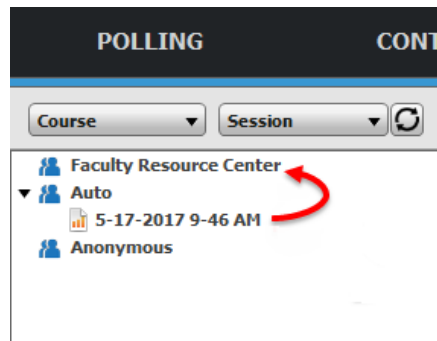 POLLING CONT
Course Session
Faculty Resource Center
Auto
5-17-2017 9-46 AM
Anonymous